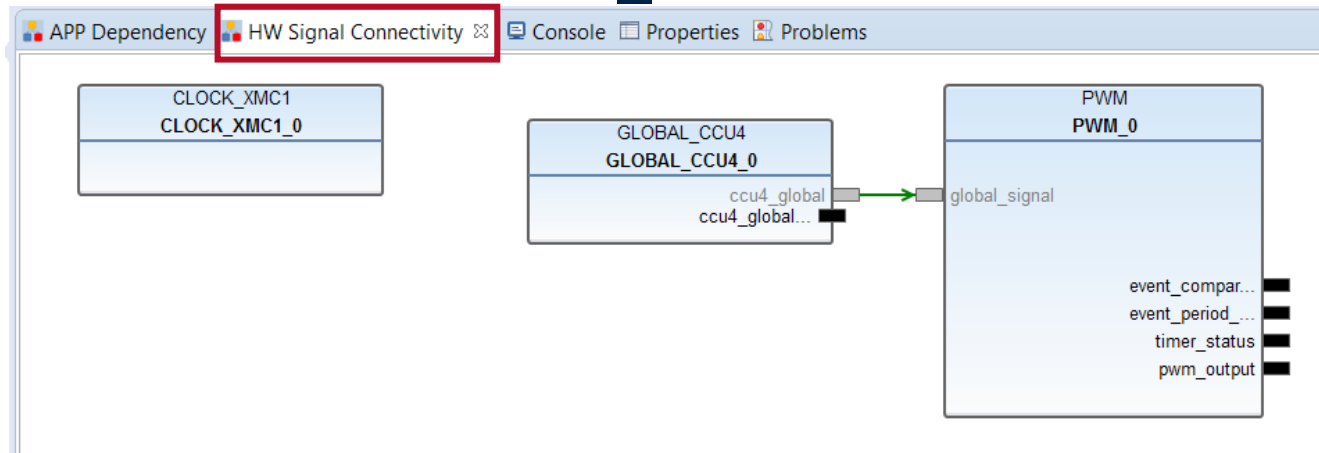 APP Dependency HW Signal Connectivity Console Properties Problems
CLOCK_XMC1
CLOCK_XMC1_0
GLOBAL_CCU4
GLOBAL_CCU4_0
ccu4_global
ccu4_global...
PWM
PWM_0
global_signal
event_compar...
event_period_...
timer_status
pwm_output